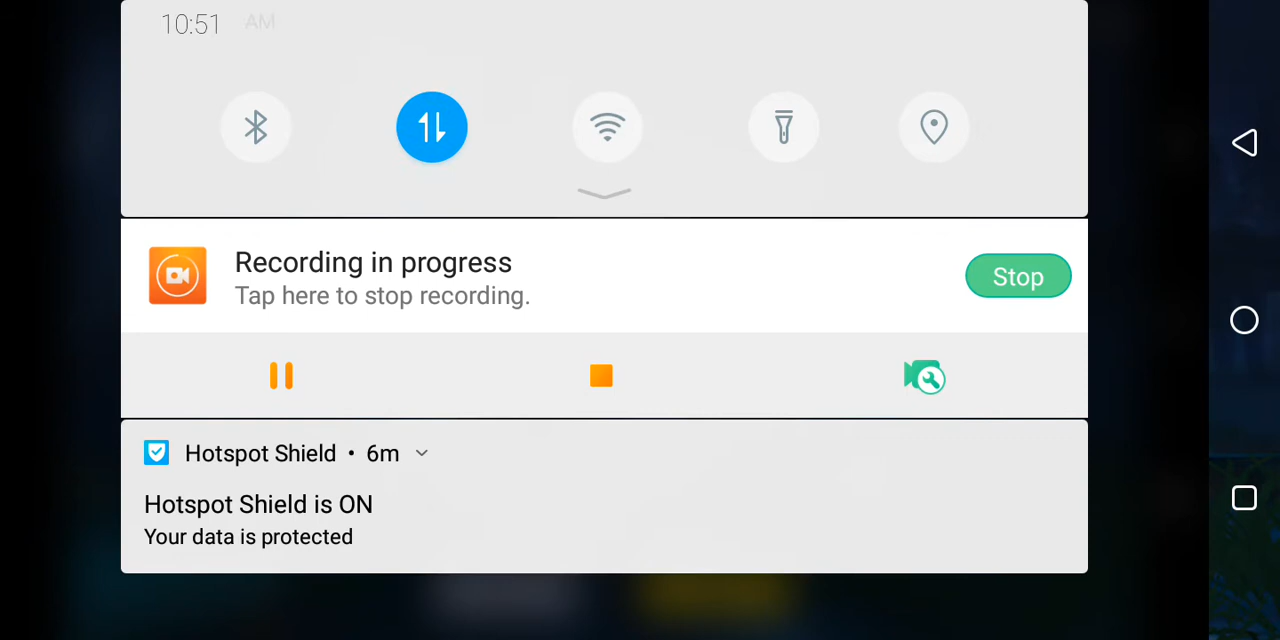 10:51 AM
Recording in progress
Tap here to stop recording.
Stop
Hotspot Shield • 6m
Hotspot Shield is ON
Your data is protected